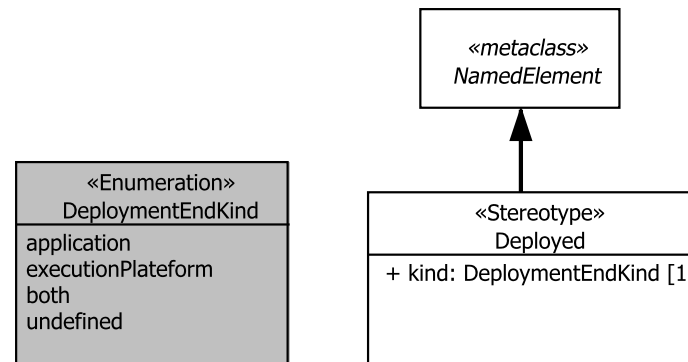 «metaclass»
NamedElement
«Enumeration»
DeploymentEndKind
application
executionPlateform
both
undefined
«Stereotype»
Deployed
+ kind: DeploymentEndKind [1